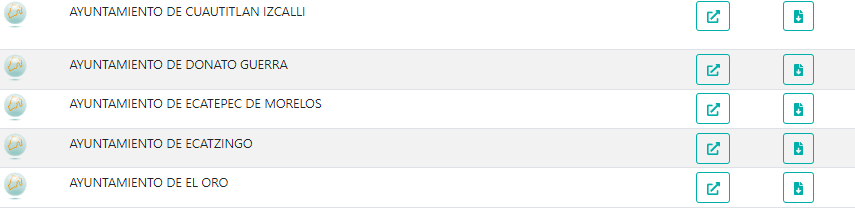 AYUNTAMIENTO DE CUAUTITLAN IZCALLI
AYUNTAMIENTO DE DONATO GUERRA
AYUNTAMIENTO DE ECATEPEC DE MORELOS
AYUNTAMIENTO DE ECATZINGO
AYUNTAMIENTO DE EL ORO